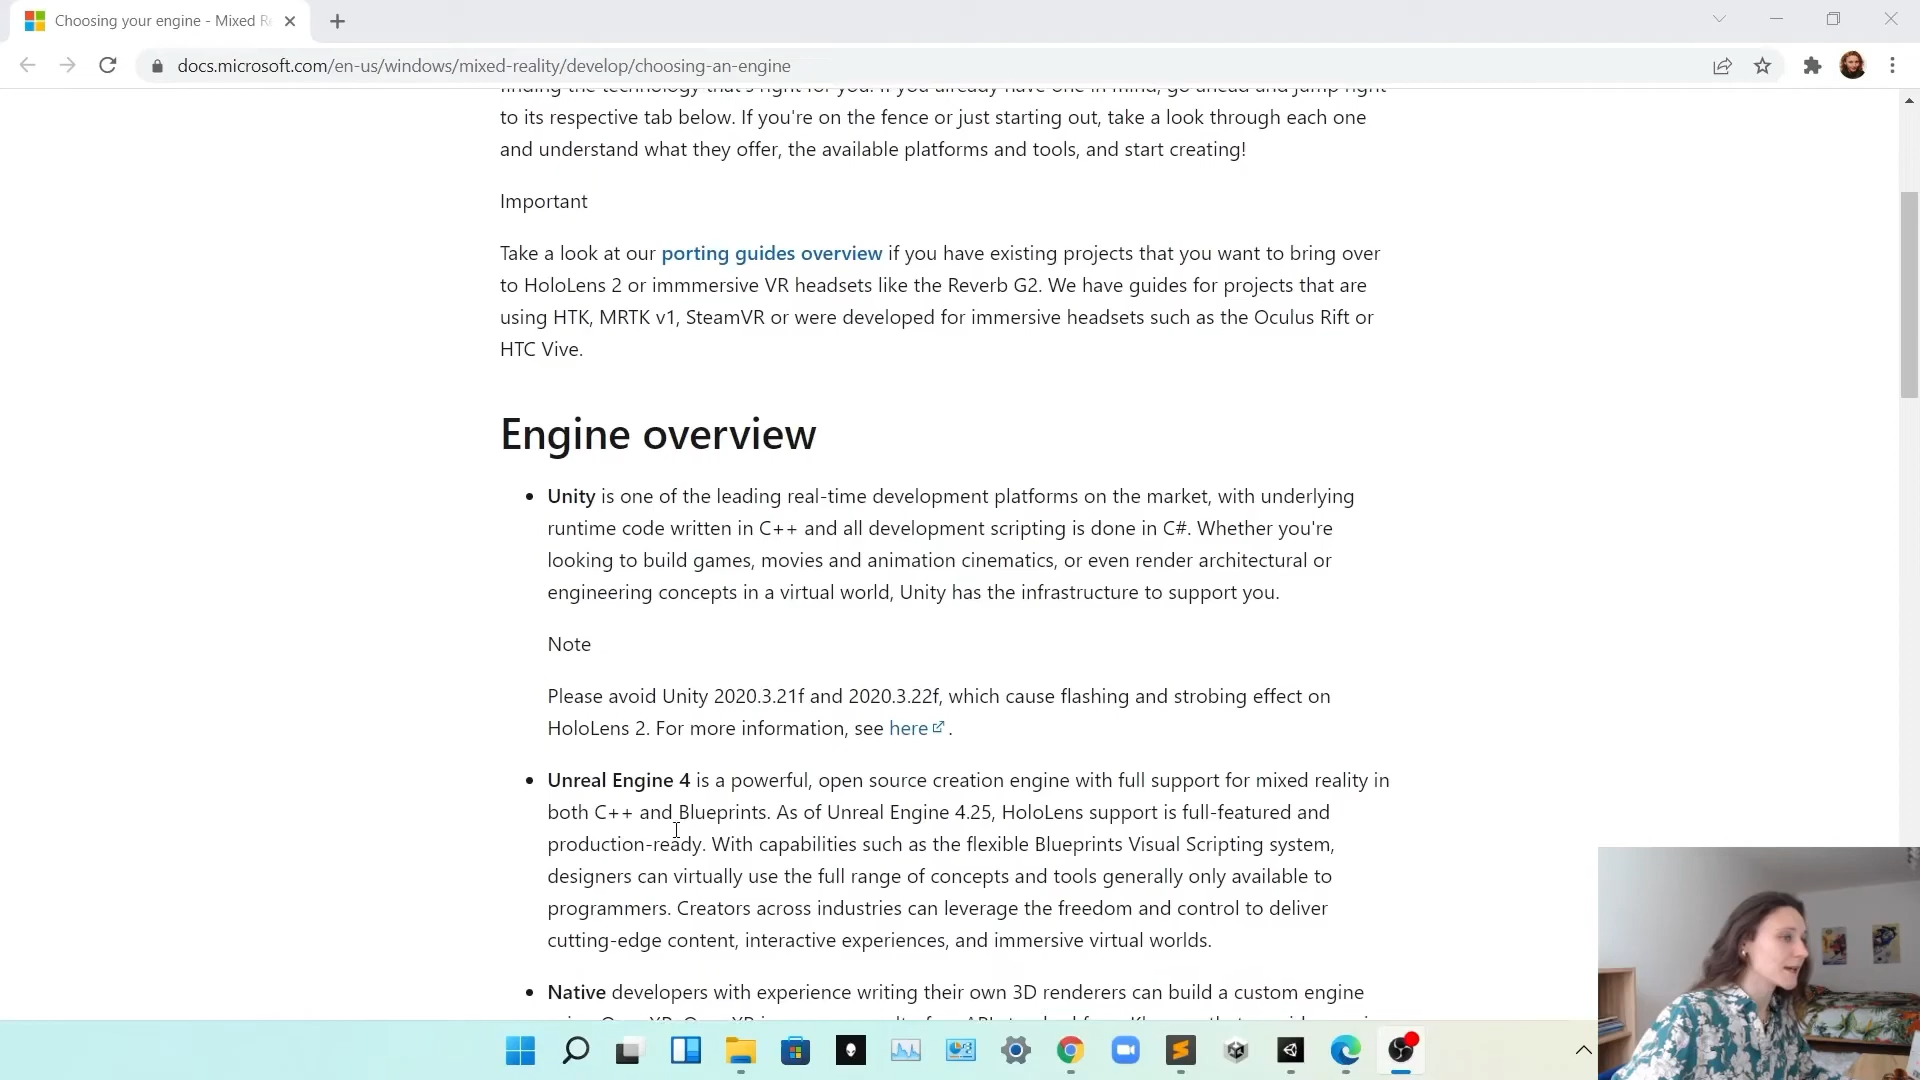 Choosing your engine - Mixed Re
docs.microsoft.com/en-us/windows/mixed-reality/develop/choosing-an-engine
finding the technology that's right for you. If you already have one in mind, go ahead and jump right
to its respective tab below. If you're on the fence or just starting out, take a look through each one
and understand what they offer, the available platforms and tools, and start creating!
Important
Take a look at our porting guides overview if you have existing projects that you want to bring over
to HoloLens 2 or immmersive VR headsets like the Reverb G2. We have guides for projects that are
using HTK, MRTK v1, SteamVR or were developed for immersive headsets such as the Oculus Rift or
HTC Vive.
Engine overview
Unity is one of the leading real-time development platforms on the market, with underlying
runtime code written in C++ and all development scripting is done in C#. Whether you're
looking to build games, movies and animation cinematics, or even render architectural or
engineering concepts in a virtual world, Unity has the infrastructure to support you.
Note
Please avoid Unity 2020.3.21f and 2020.3.22f, which cause flashing and strobing effect on
HoloLens 2. For more information, see here .
Unreal Engine 4 is a powerful, open source creation engine with full support for mixed reality in
both C++ and Blueprints. As of Unreal Engine 4.25, HoloLens support is full-featured and
production-ready. With capabilities such as the flexible Blueprints Visual Scripting system,
designers can virtually use the full range of concepts and tools generally only available to
programmers. Creators across industries can leverage the freedom and control to deliver
cutting-edge content, interactive experiences, and immersive virtual worlds.
Native developers with experience writing their own 3D renderers can build a custom engine